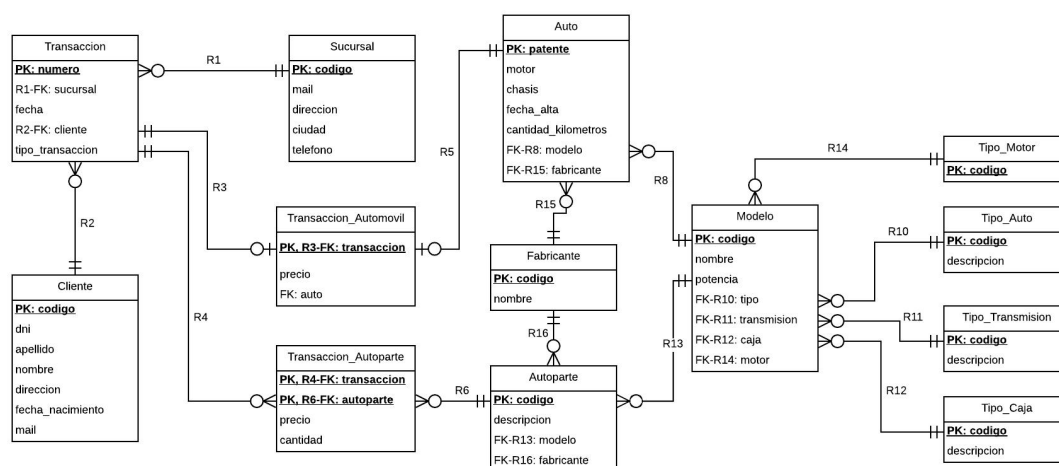 Transaccion
PK: numero
R1-FK: sucursal
fecha
R2-FK: cliente
tipo_transaccion
R1
Sucursal
PK: codigo
mail
direccion
ciudad
telefono
Auto
PK: patente
motor
chasis
fecha_alta
cantidad_kilometros
FK-R8: modelo
FK-R15: fabricante
R5
R3
R2
R4
R15
R8
R14
Tipo_Motor
PK: codigo
Transaccion_Automovil
PK, R3-FK: transaccion
precio
FK: auto
Fabricante
PK: codigo
nombre
Modelo
PK: codigo
nombre
potencia
FK-R10: tipo
FK-R11: transmision
FK-R12: caja
FK-R14: motor
R10
Tipo_Auto
PK: codigo
descripcion
R11
Tipo_Transmision
PK: codigo
descripcion
R12
Tipo_Caja
PK: codigo
descripcion
Cliente
PK: codigo
dni
apellido
nombre
direccion
fecha_nacimiento
mail
Transaccion_Autoparte
PK, R4-FK: transaccion
PK, R6-FK: autoparte
precio
cantidad
R6
R16
R13
Autoparte
PK: codigo
descripcion
FK-R13: modelo
FK-R16: fabricante